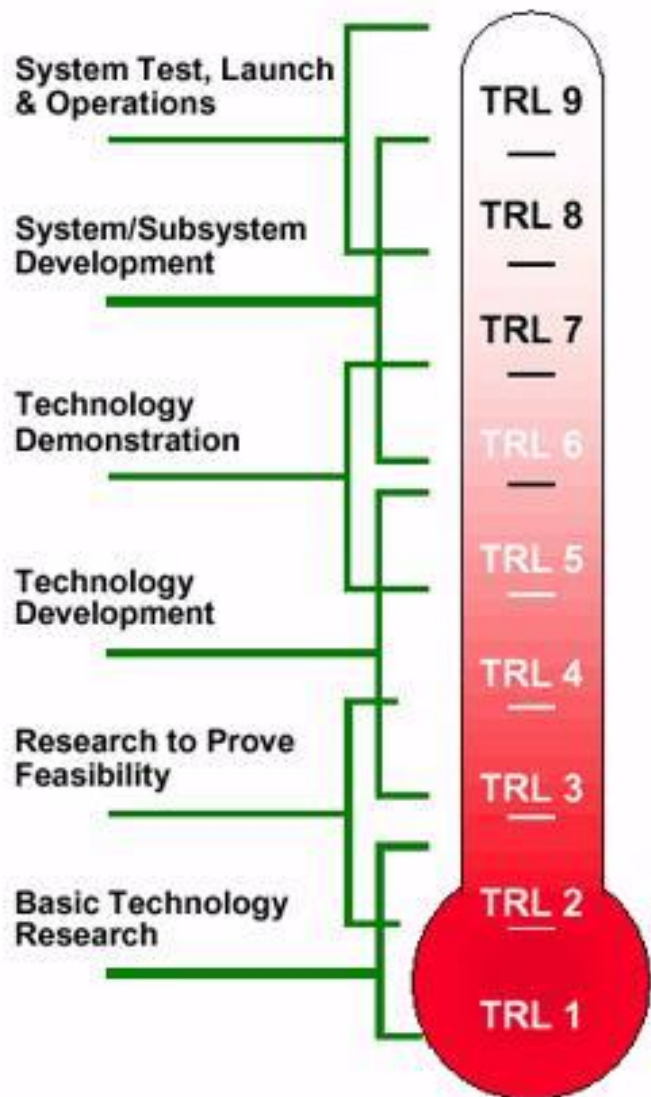 System Test, Launch
& Operations
System/Subsystem
Development
Technology
Demonstration
Technology
Development
Research to Prove
Feasibility
Basic Technology
Research
TRL 9
TRL 8
TRL 7
TRL 6
TRL 5
TRL 4
TRL 3
TRL 2
TRL 1